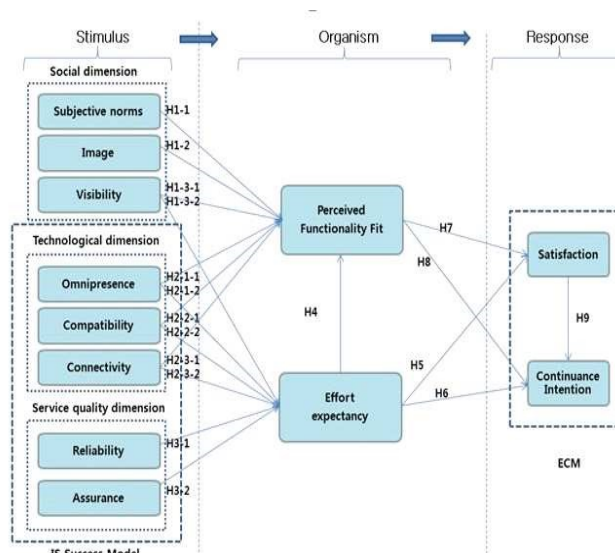 Stimulus
Organism
Response
Social dimension
Subjective norms
H1-1
Image
H1-2
Visibility
H1-3-1
H1-3-2
Technological dimension
Omnipresence
H2-1-1
H2-1-2
Compatibility
H2-2-1
H2-2-2
Connectivity
H2-3-1
H2-3-2
Service quality dimension
Reliability
H3-1
Assurance
H3-2
IS Success Model
Perceived
Functionality Fit
H4
Effort
expectancy
H7
H8
H5
H6
Satisfaction
H9
Continuance
Intention
ECM